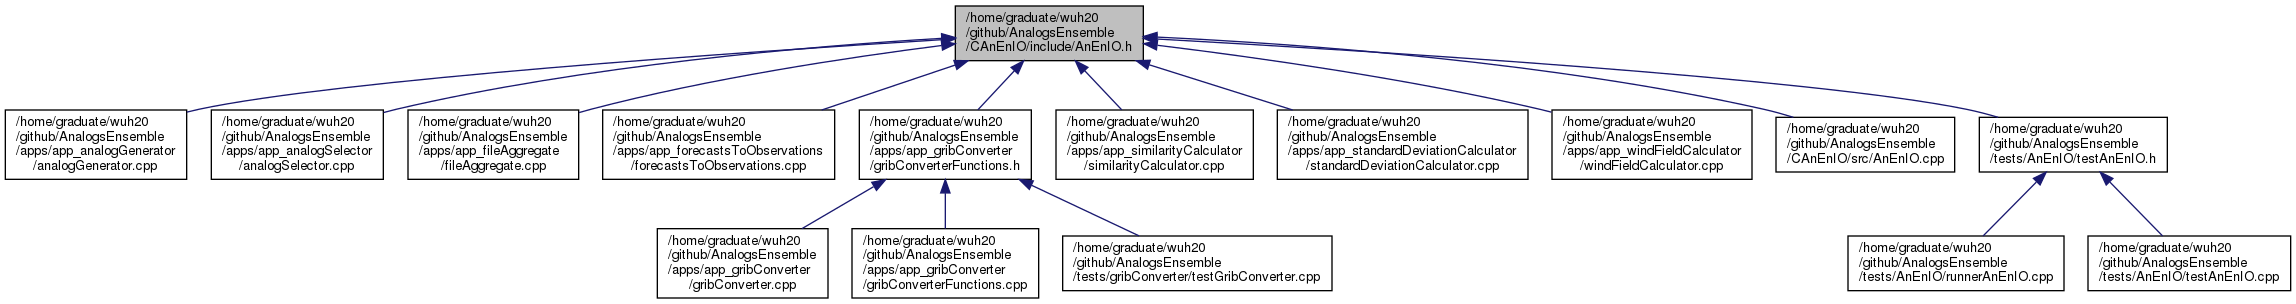 /home/graduate/wuh20
/github/AnalogsEnsemble
/CAnEnIO/include/AnEnIO.h
/home/graduate/wuh20
/github/AnalogsEnsemble
/apps/app_analogGenerator
/analogGenerator.cpp
/home/graduate/wuh20
/github/AnalogsEnsemble
/apps/app_analogSelector
/analogSelector.cpp
/home/graduate/wuh20
/github/AnalogsEnsemble
/apps/app_fileAggregate
/fileAggregate.cpp
/home/graduate/wuh20
/github/AnalogsEnsemble
/apps/app_forecastsToObservations
/forecastsToObservations.cpp
/home/graduate/wuh20
/github/AnalogsEnsemble
/apps/app_gribConverter
/gribConverterFunctions.h
/home/graduate/wuh20
/github/AnalogsEnsemble
/apps/app_similarityCalculator
/similarityCalculator.cpp
/home/graduate/wuh20
/github/AnalogsEnsemble
/apps/app_standardDeviationCalculator
/standardDeviationCalculator.cpp
/home/graduate/wuh20
/github/AnalogsEnsemble
/apps/app_windFieldCalculator
/windFieldCalculator.cpp
/home/graduate/wuh20
/github/AnalogsEnsemble
/CAnEnIO/src/AnEnIO.cpp
/home/graduate/wuh20
/github/AnalogsEnsemble
/tests/AnEnIO/testAnEnIO.h
/home/graduate/wuh20
/github/AnalogsEnsemble
/apps/app_gribConverter
/gribConverter.cpp
/home/graduate/wuh20
/github/AnalogsEnsemble
/apps/app_gribConverter
/gribConverterFunctions.cpp
/home/graduate/wuh20
/github/AnalogsEnsemble
/tests/gribConverter/testGribConverter.cpp
/home/graduate/wuh20
/github/AnalogsEnsemble
/tests/AnEnIO/runnerAnEnIO.cpp
/home/graduate/wuh20
/github/AnalogsEnsemble
/tests/AnEnIO/testAnEnIO.cpp